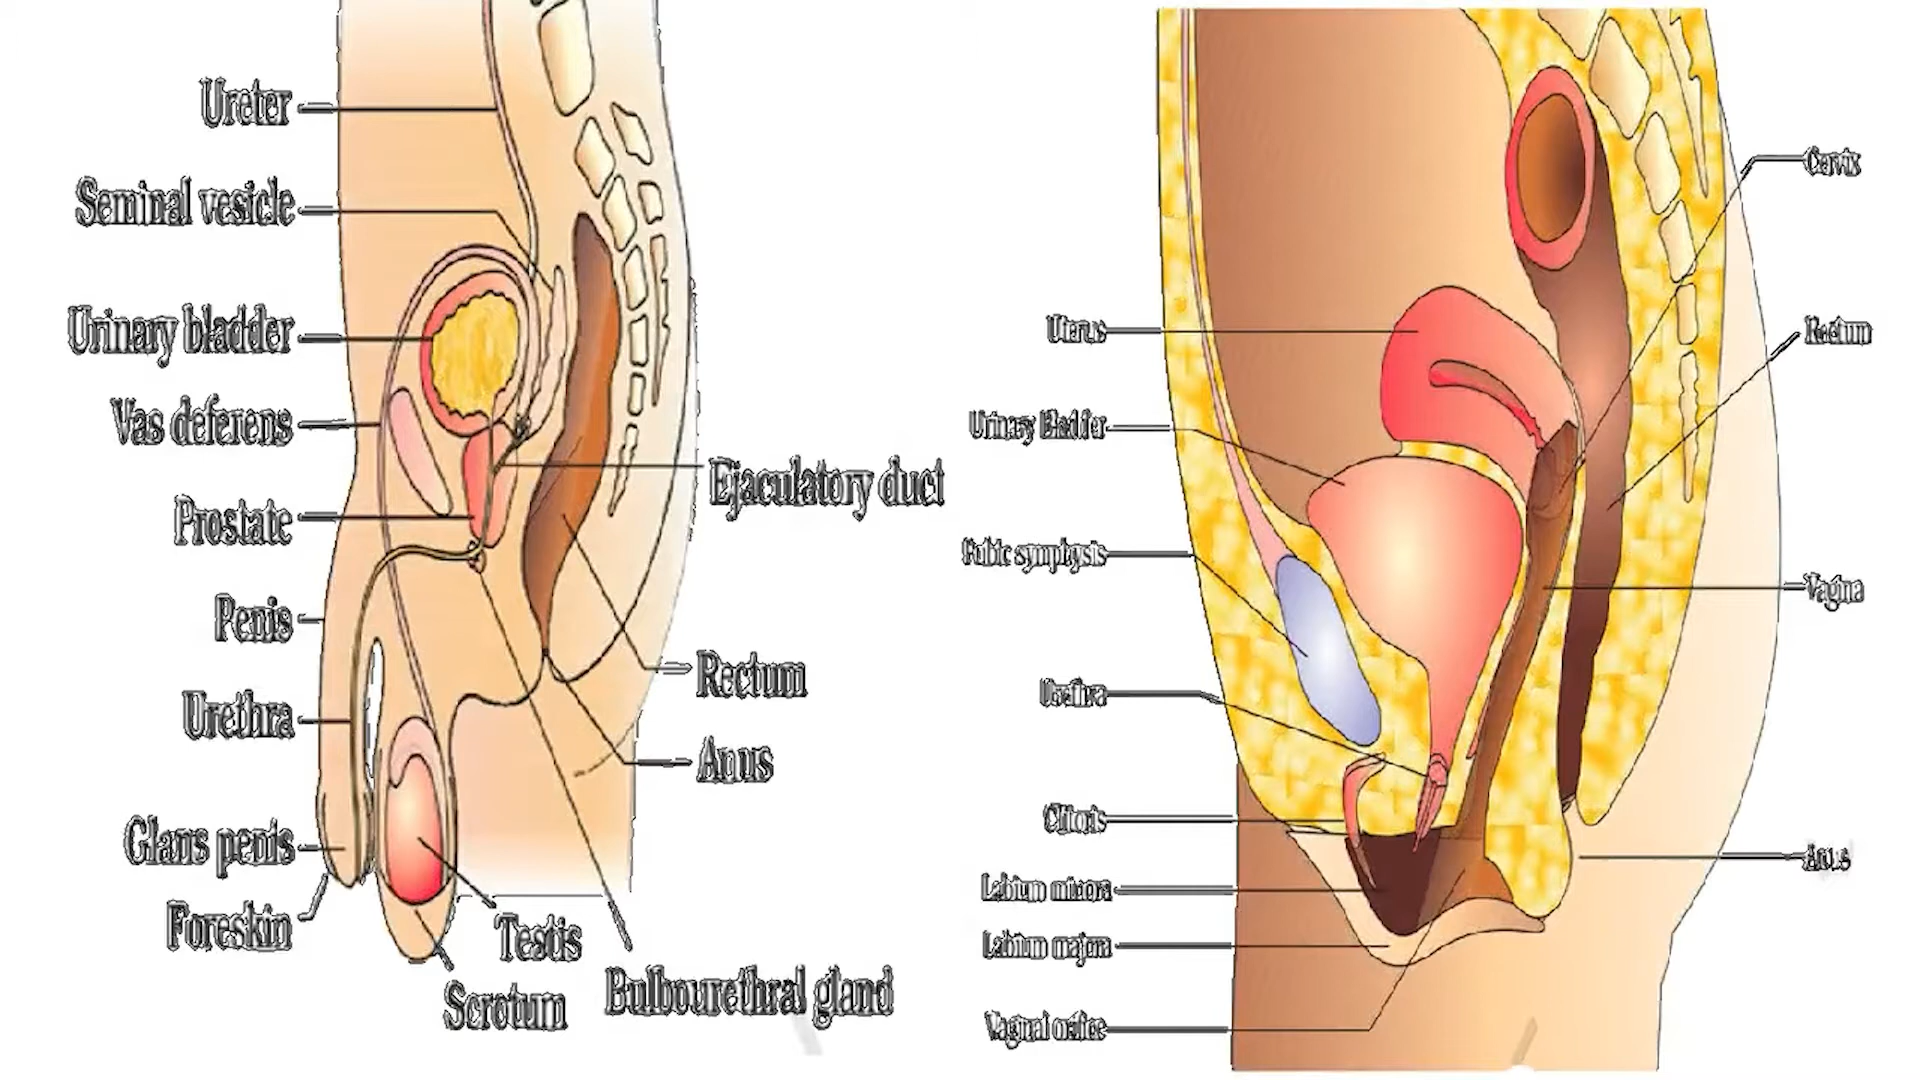 Ureter
Seminal vesicle
Urinary bladder
Vas deferens
Prostate
Penis
Urethra
Glans penis
Foreskin
Ejaculatory duct
Rectum
Anus
Testis
Scrotum
Bulbourethral gland
Uterus
Urinary Bladder
Pubic symphysis
Urethra
Clitoris
Labium minora
Labium majora
Vaginal orifice
Cervix
Rectum
Vagina
Anus